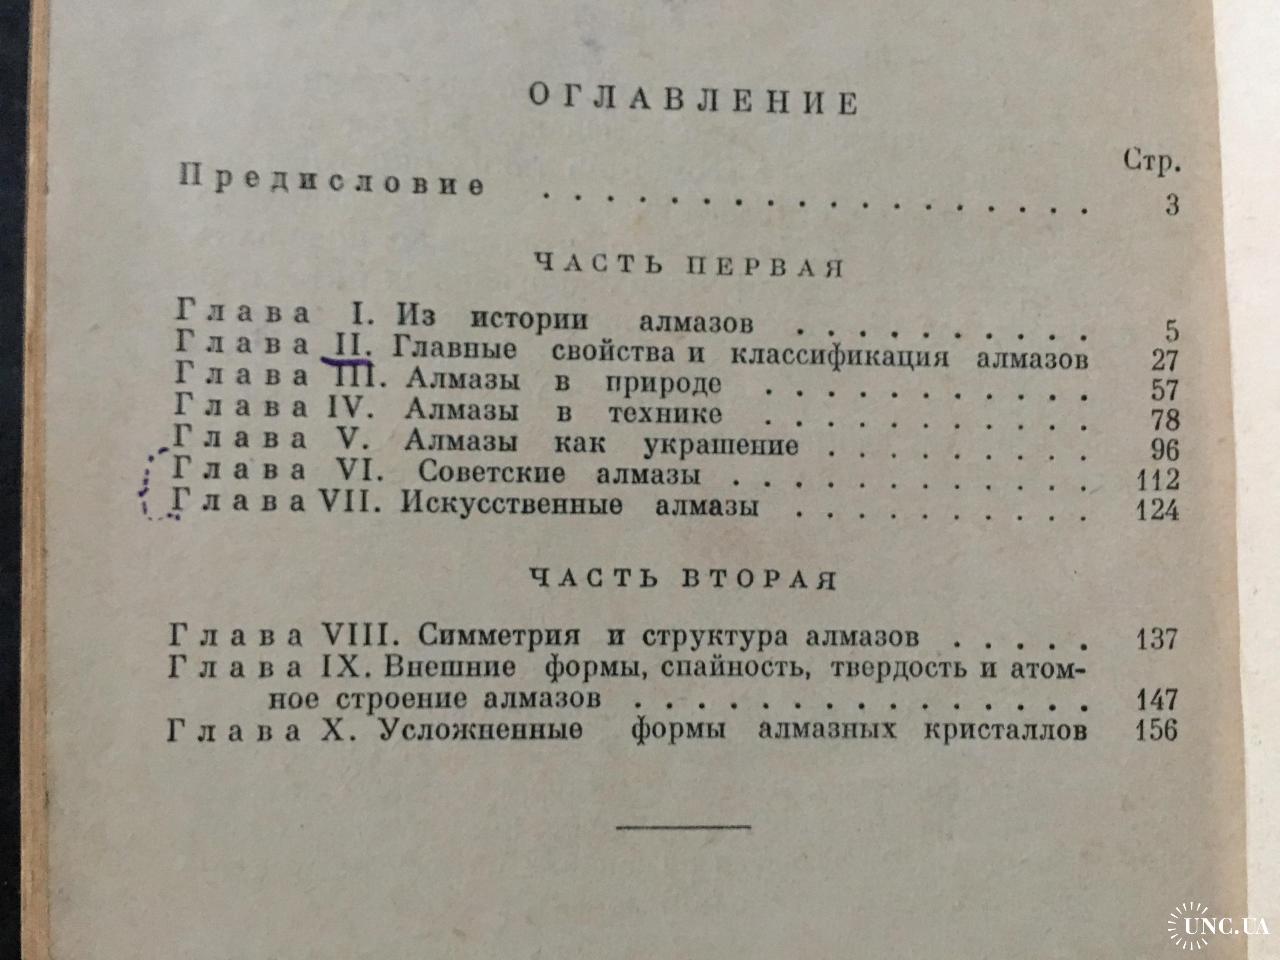 ОГЛАВЛЕНИЕ
Стр.
Предисловие . . . . . . . . . . . . . . . . . . 3
ЧАСТЬ ПЕРВАЯ
Глава I. Из истории алмазов . . . . . . . . . . 5
Глава II. Главные свойства и классификация алмазов 27
Глава III. Алмазы в природе . . . . . . . . . . . 57
Глава IV. Алмазы в технике . . . . . . . . . . . 78
Глава V. Алмазы как украшение . . . . . . . . . 96
Глава VI. Советские алмазы . . . . . . . . . . . . 112
Глава VII. Искусственные алмазы . . . . . . . . . . 124
ЧАСТЬ ВТОРАЯ
Глава VIII. Симметрия и структура алмазов . . . . . 137
Глава IX. Внешние формы, спайность, твердость и атом-
ное строение алмазов . . . . . . . . . . . . . . . 147
Глава X. Усложненные формы алмазных кристаллов 156
UNC.UA